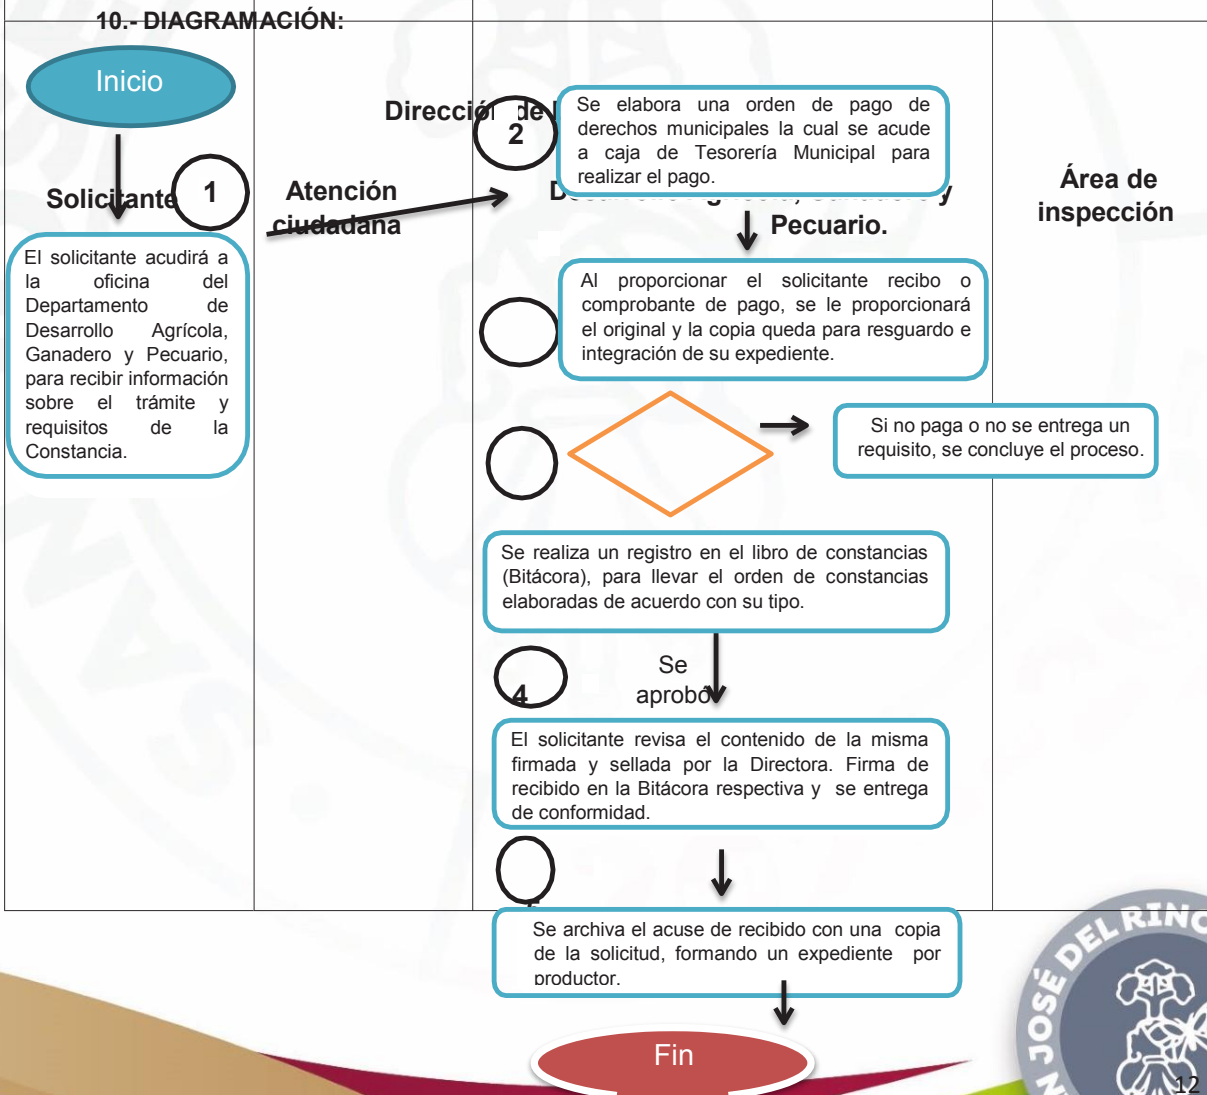 10.- DIAGRAMACIÓN:
Inicio
Solicitante
1
Atención
ciudadana
Dirección de
Pecuario.
Área de
inspección
El solicitante acudirá a
la oficina del
Departamento de
Desarrollo Agrícola,
Ganadero y Pecuario,
para recibir información
sobre el trámite y
requisitos de la
Constancia.
2
Se elabora una orden de pago de
derechos municipales la cual se acude
a caja de Tesorería Municipal para
realizar el pago.
Al proporcionar el solicitante recibo o
comprobante de pago, se le proporcionará
el original y la copia queda para resguardo e
integración de su expediente.
Si no paga o no se entrega un
requisito, se concluye el proceso.
Se realiza un registro en el libro de constancias
(Bitácora), para llevar el orden de constancias
elaboradas de acuerdo con su tipo.
4
Se
aprobó
El solicitante revisa el contenido de la misma
firmada y sellada por la Directora. Firma de
recibido en la Bitácora respectiva y se entrega
de conformidad.
Se archiva el acuse de recibido con una copia
de la solicitud, formando un expediente por
productor.
Fin
JOSÉ DEL RINC
12